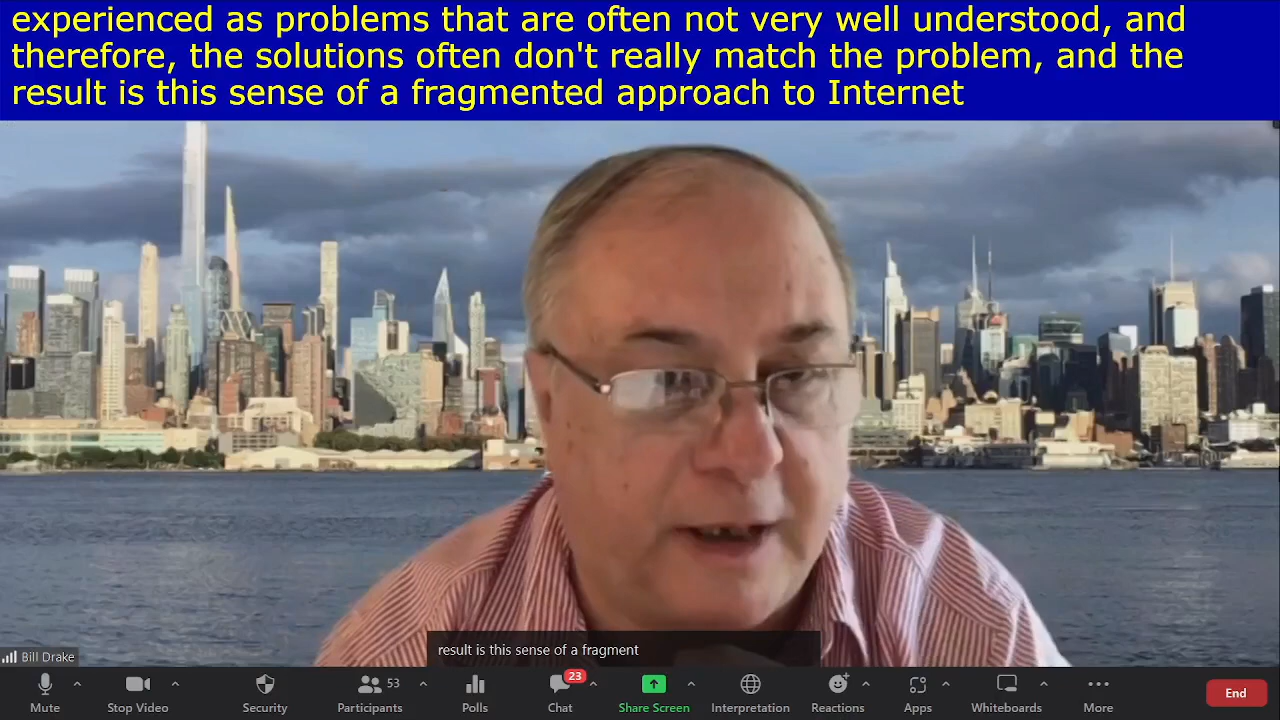 experienced as problems that are often not very well understood, and
therefore, the solutions often don't really match the problem, and the
result is this sense of a fragmented approach to Internet
Bill Drake
result is this sense of a fragment
53
23
Mute
Stop Video
Security
Participants
Polls
Chat
Share Screen
Interpretation
Reactions
Apps
Whiteboards
More
End